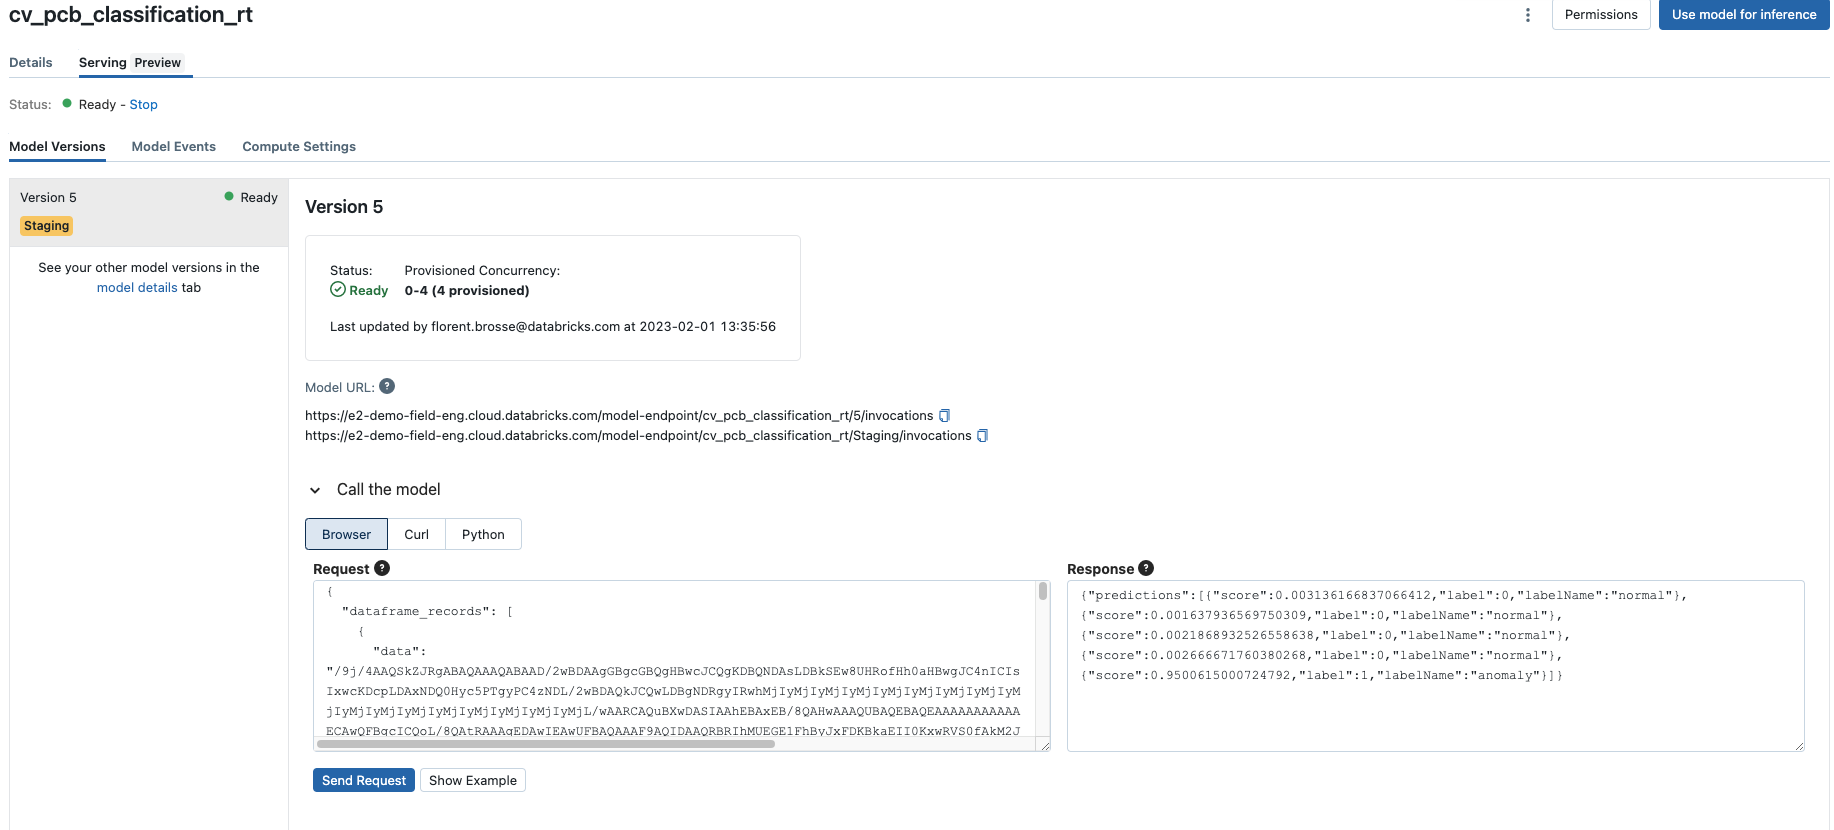 cv_pcb_classification_rt
Permissions
Use model for inference
Details
Serving Preview
Status: Ready - Stop
Model Versions
Model Events
Compute Settings
Version 5
Ready
Staging
See your other model versions in the
model details tab
Version 5
Status:
Provisioned Concurrency:
Ready
0-4 (4 provisioned)
Last updated by florent.brosse@databricks.com at 2023-02-01 13:35:56
Model URL: ?
https://e2-demo-field-eng.cloud.databricks.com/model-endpoint/cv_pcb_classification_rt/5/invocations
https://e2-demo-field-eng.cloud.databricks.com/model-endpoint/cv_pcb_classification_rt/Staging/invocations
Call the model
Browser
Curl
Python
Request ?
{
"dataframe_records": [
{
"data":
"/9j/4AAQSkZJRgABAQAAAQABAAD/2wBDAAgGBgcGBQgHBwcJCQgKDBQNDAsLDBkSEw8UHRofHh0aHBwgJC4nICIs
IxwcKDcpLDAxNDQ0Hyc5PTgyPC4zNDL/2wBDAQkJCQwLDBgNDRgyIRwhMjIyMjIyMjIyMjIyMjIyMjIyMjIyMjIyM
jIyMjIyMjIyMjIyMjIyMjIyMjIyMjL/wAARCAQuBXwDASIAAhEBAxEB/8QAHwAAAQUBAQEBAQEAAAAAAAAAAA
Response ?
{"predictions":[{"score":0.003136166837066412,"label":0,"labelName":"normal"},
{"score":0.001637936569750309,"label":0,"labelName":"normal"},
{"score":0.0021868932526558638,"label":0,"labelName":"normal"},
{"score":0.002666671760380268,"label":0,"labelName":"normal"},
{"score":0.9500615000724792,"label":1,"labelName":"anomaly"}]}
Send Request
Show Example